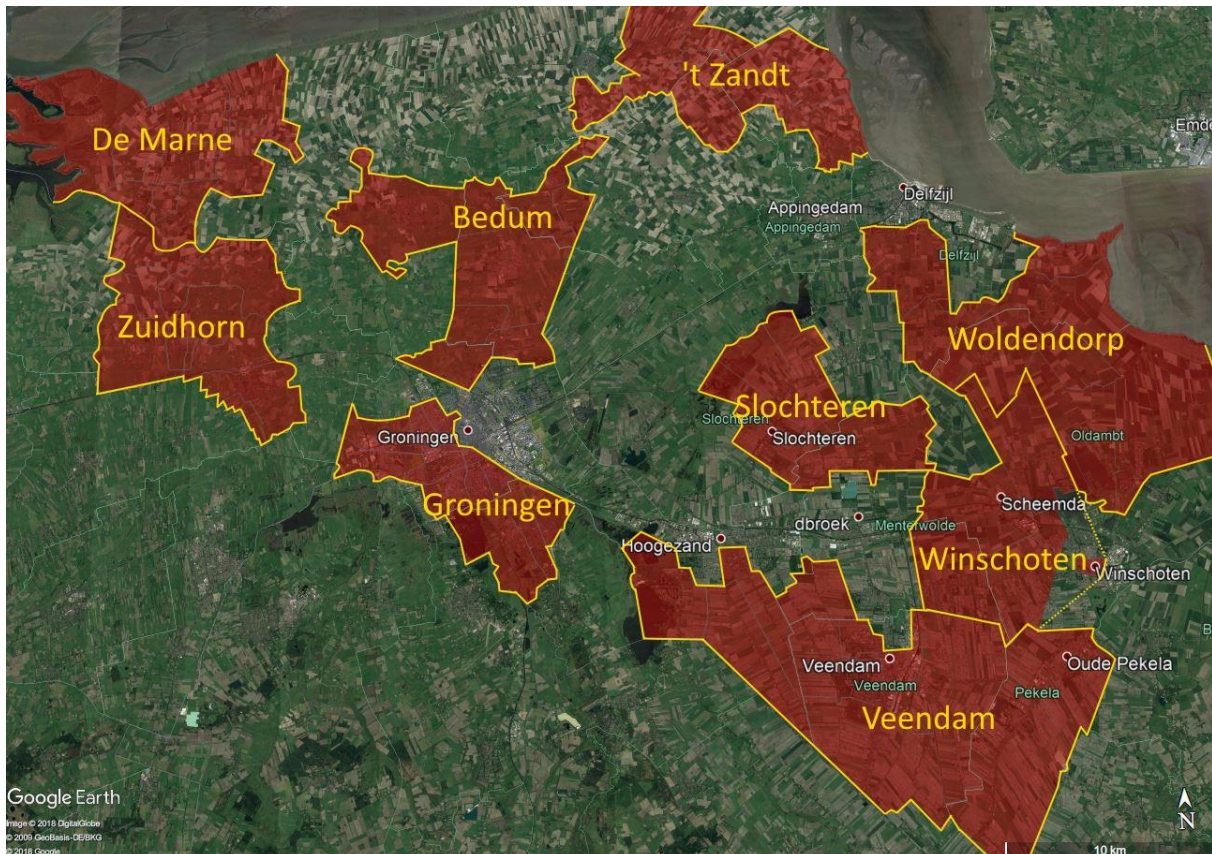 't Zandt
De Marne
Emde
Delfzijl
Appingedam
Appingedam
Bedum
Delfzijl
Zuidhorn
Woldendorp
Slochteren
Slochteren
Slochteren
Groningen
Oldambt
Groningen
Scheemda
dbroek
Menterwolde
Hoogezand
Winschoten
Winschoten
B
Veendam
Oude Pekela
Veendam
Pekela
Veendam
Google Earth
Image © 2018 DigitalGlobe
© 2009 GeoBasis-DE/BKG
© 2018 Google
N
10 km